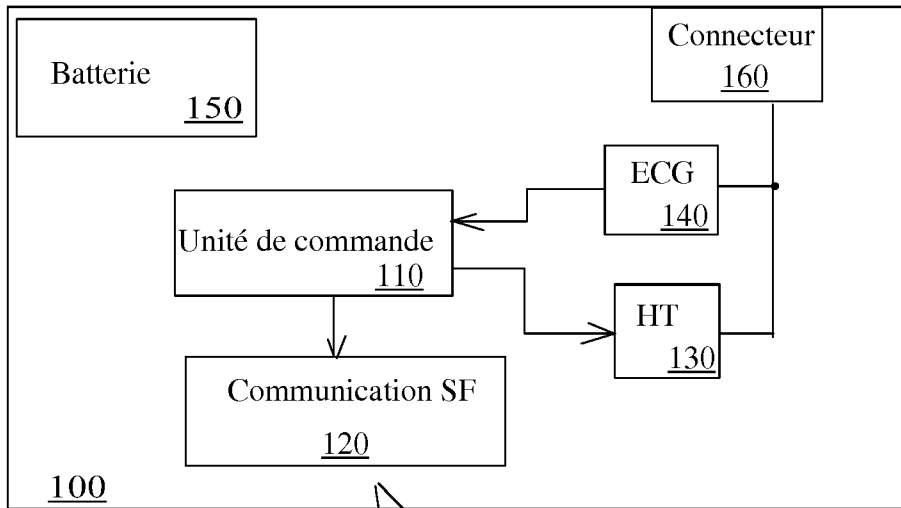 Connecteur
160
Batterie
150
ECG
140
Unité de commande
110
HT
130
Communication SF
120
100